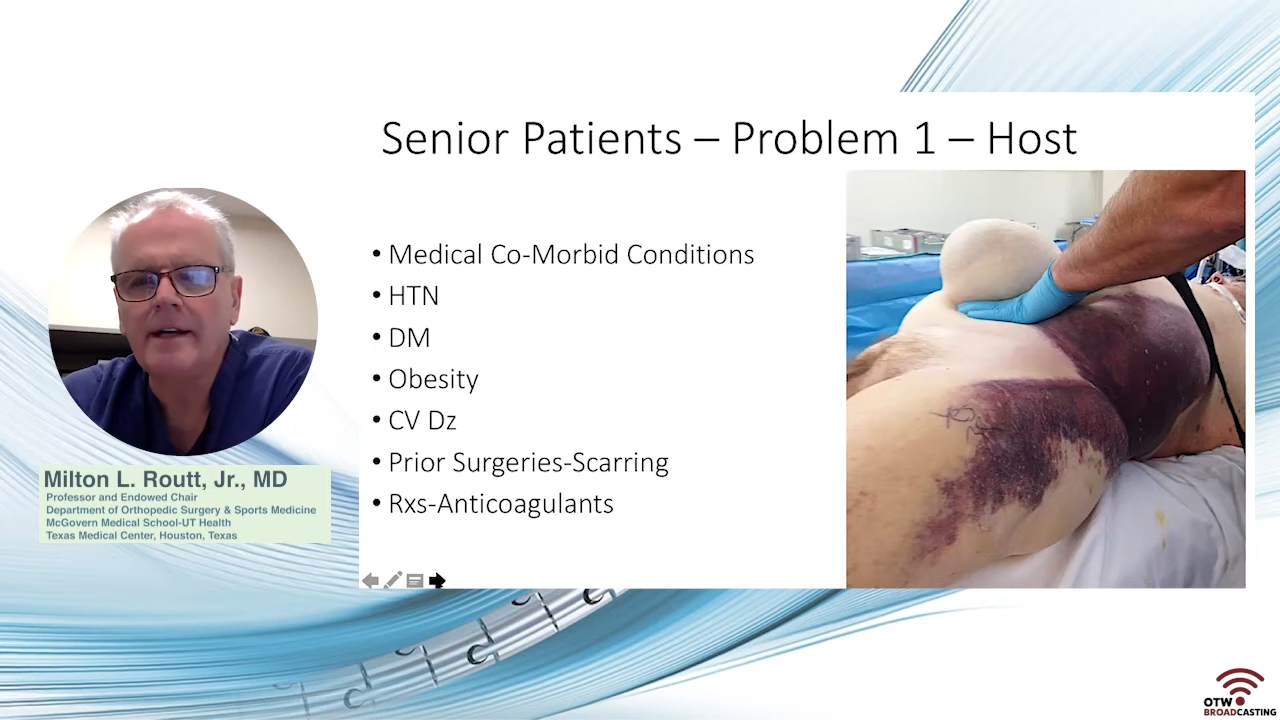 Senior Patients – Problem 1 – Host
• Medical Co-Morbid Conditions
• HTN
• DM
• Obesity
• CV Dz
• Prior Surgeries-Scarring
• Rxs-Anticoagulants
Milton L. Routt, Jr., MD
Professor and Endowed Chair
Department of Orthopedic Surgery & Sports Medicine
McGovern Medical School-UT Health
Texas Medical Center, Houston, Texas
OTW
BROADCASTING